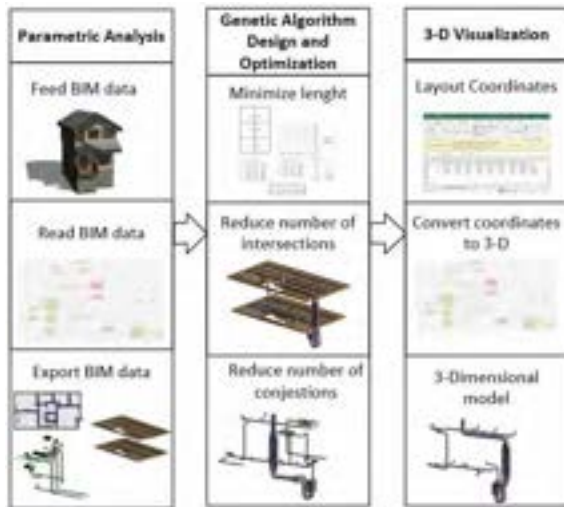 Parametric Analysis
Feed BIM data
Read BIM data
Export BIM data
Genetic Algorithm
Design and
Optimization
Minimize lenght
Reduce number of
intersections
Reduce number of
conjestions
3-D Visualization
Layout Coordinates
Convert coordinates
to 3-D
3-Dimensional
model